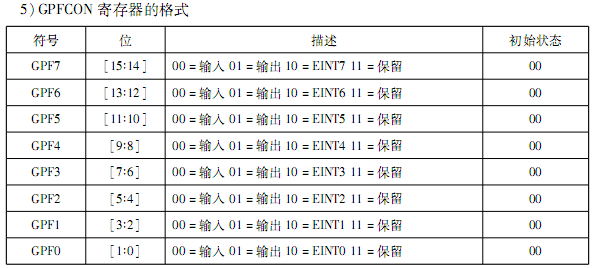 5) GPFCON 寄存器的格式
符号 位 描述 初始状态
GPF7 [15:14] 00 = 输入 01 = 输出 10 = EINT7 11 = 保留 00
GPF6 [13:12] 00 = 输入 01 = 输出 10 = EINT6 11 = 保留 00
GPF5 [11:10] 00 = 输入 01 = 输出 10 = EINT5 11 = 保留 00
GPF4 [9:8] 00 = 输入 01 = 输出 10 = EINT4 11 = 保留 00
GPF3 [7:6] 00 = 输入 01 = 输出 10 = EINT3 11 = 保留 00
GPF2 [5:4] 00 = 输入 01 = 输出 10 = EINT2 11 = 保留 00
GPF1 [3:2] 00 = 输入 01 = 输出 10 = EINT1 11 = 保留 00
GPF0 [1:0] 00 = 输入 01 = 输出 10 = EINT0 11 = 保留 00